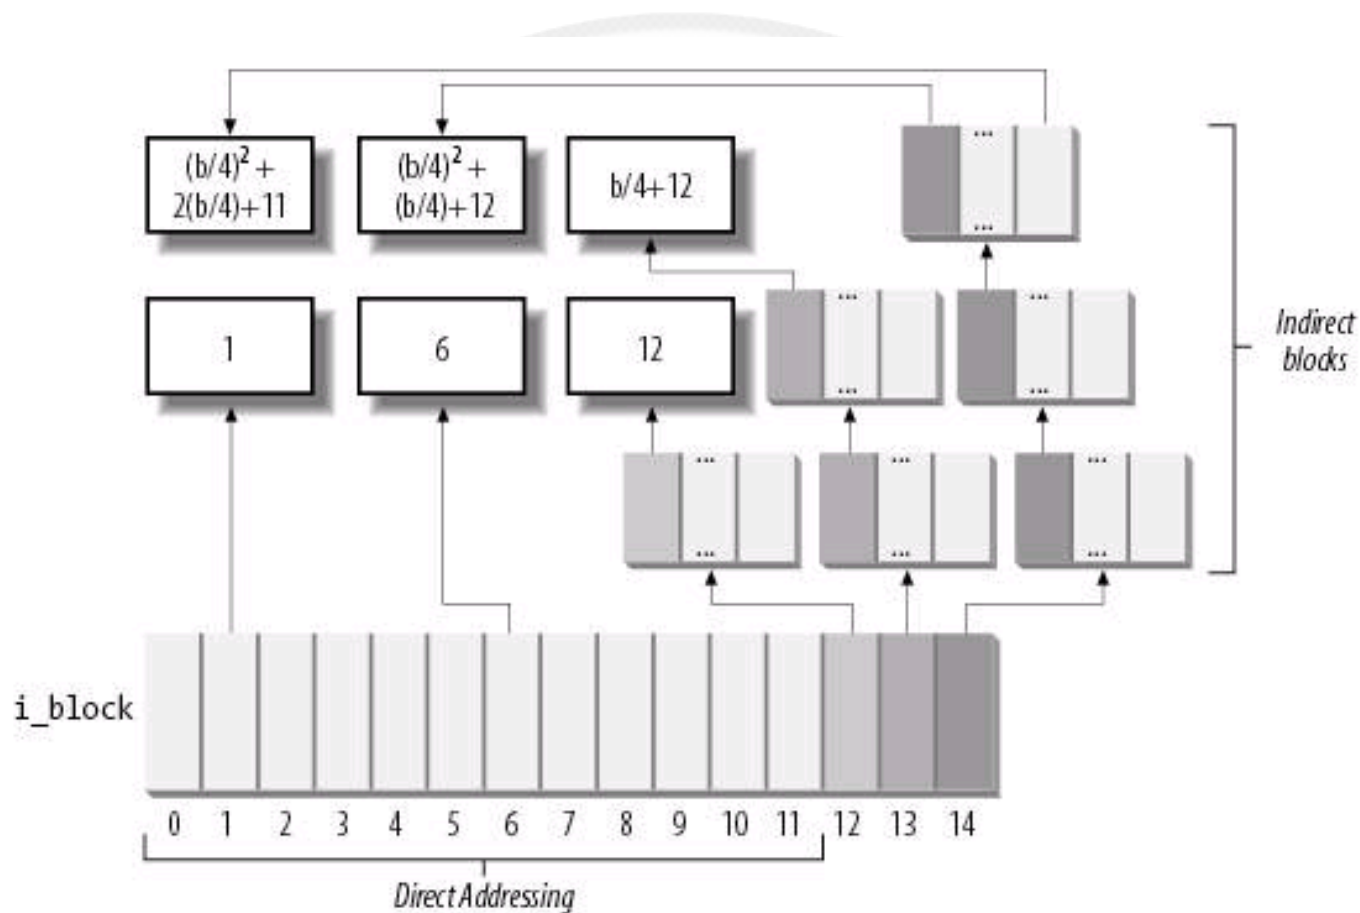 (b/4)² +
2(b/4)+11
(b/4)² +
(b/4)+12
b/4+12
...
...
1
6
12
...
...
...
...
Indirect
blocks
...
...
...
...
...
...
i_block
0 1 2 3 4 5 6 7 8 9 10 11 12 13 14
Direct Addressing